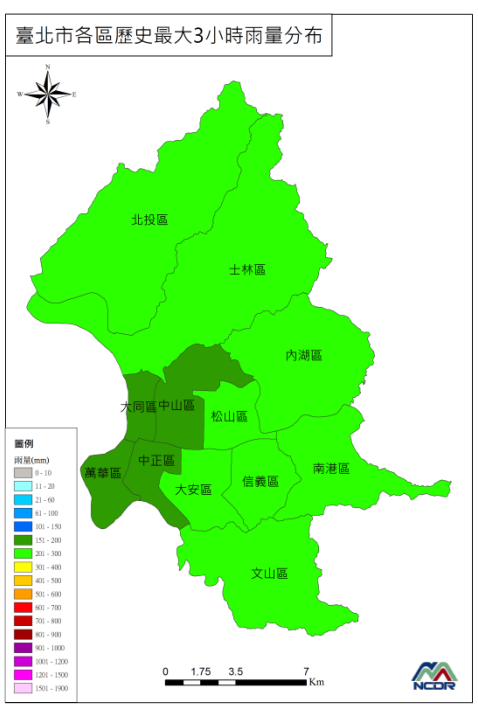 臺北市各區歷史最大3小時雨量分布
N
W
E
S
北投區
士林區
內湖區
大同區
中山區
松山區
中正區
萬華區
大安區
信義區
南港區
文山區
圖例
雨量(mm)
0 - 10
11 - 20
21 - 60
61 - 100
101 - 150
151 - 200
201 - 300
301 - 400
401 - 500
501 - 600
601 - 700
701 - 800
801 - 900
901 - 1000
1001 - 1200
1201 - 1500
1501 - 1900
0 1.75 3.5 7
Km
NCDR